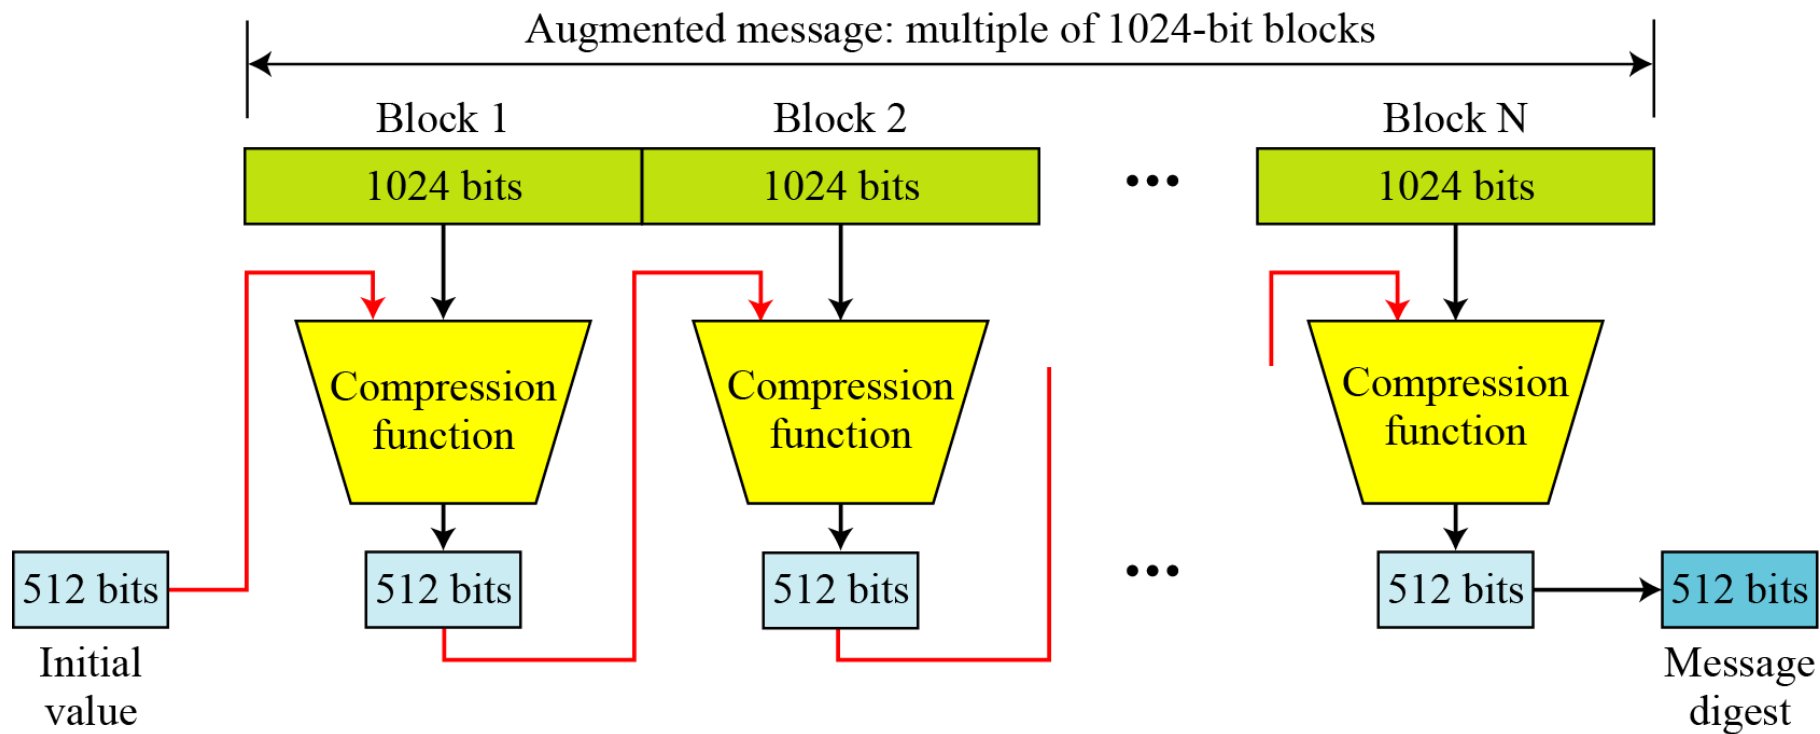 Augmented message: multiple of 1024-bit blocks
Block 1
Block 2
Block N
1024 bits
1024 bits
•••
1024 bits
Compression
function
Compression
function
Compression
function
512 bits
512 bits
512 bits
•••
512 bits
512 bits
Initial
value
Message
digest